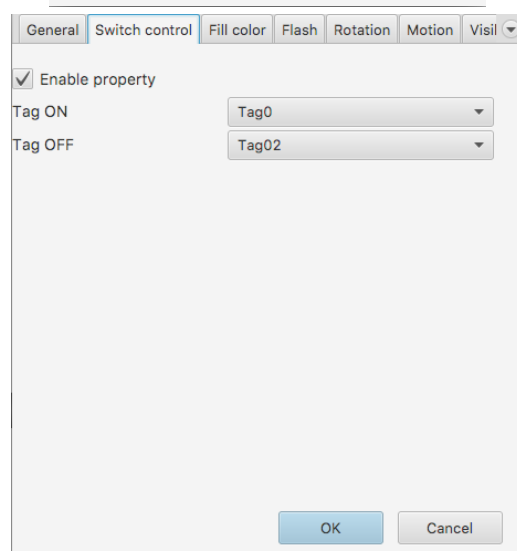 General Switch control Fill color Flash Rotation Motion Visil
Enable property
Tag ON Tag0
Tag OFF Tag02
OK Cancel